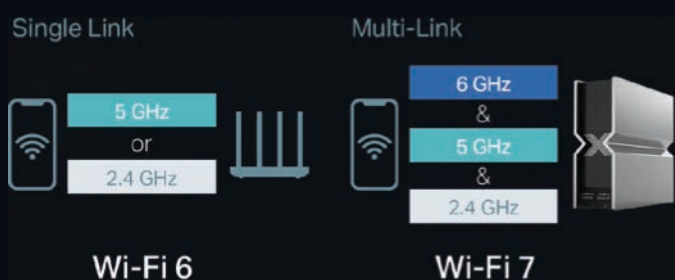 Single Link
5 GHz
or
2.4 GHz
Wi-Fi 6
Multi-Link
6 GHz
&
5 GHz
&
2.4 GHz
Wi-Fi 7